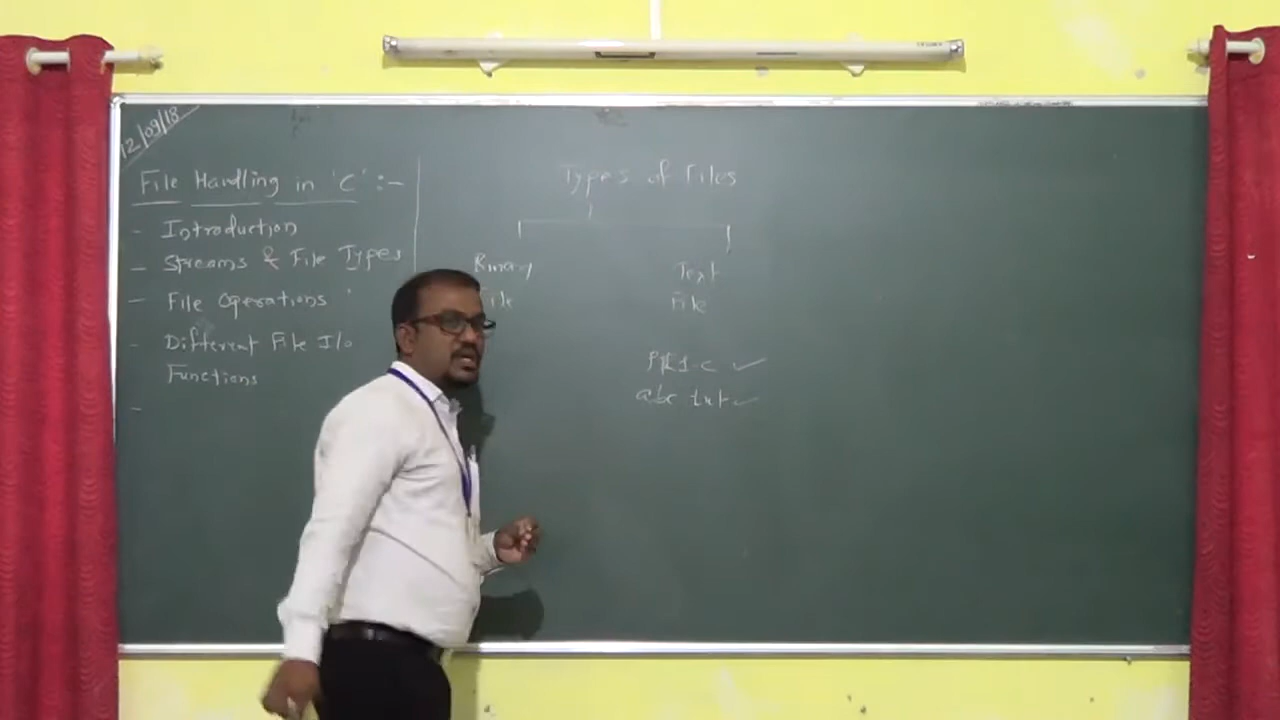 12/09/18
File Handling in 'C' :-
- Introduction
- Streams & File Types
- File Operations
- Different File I/O
Functions
-
Types of Files
Binary
File
Text
File
abc txt ✓